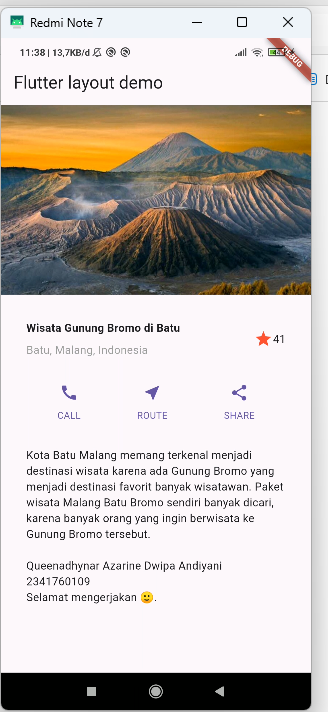 Redmi Note 7
11:38 | 13,7KB/d
DEBUG
Flutter layout demo
Wisata Gunung Bromo di Batu
Batu, Malang, Indonesia
41
CALL ROUTE SHARE
Kota Batu Malang memang terkenal menjadi
destinasi wisata karena ada Gunung Bromo yang
menjadi destinasi favorit banyak wisatawan. Paket
wisata Malang Batu Bromo sendiri banyak dicari,
karena banyak orang yang ingin berwisata ke
Gunung Bromo tersebut.
Queenadhynar Azarine Dwipa Andiyani
2341760109
Selamat mengerjakan 🙂.